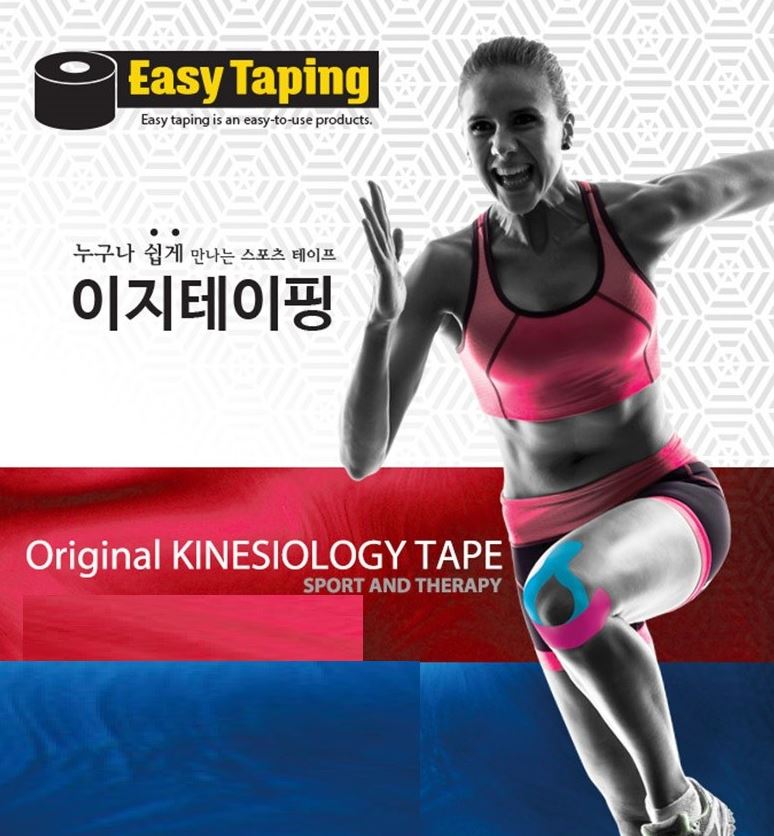 Easy Taping
Easy taping is an easy-to-use products.
누구나 쉽게 만나는 스포츠 테이프
이지테이핑
Original KINESIOLOGY TAPE
SPORT AND THERAPY